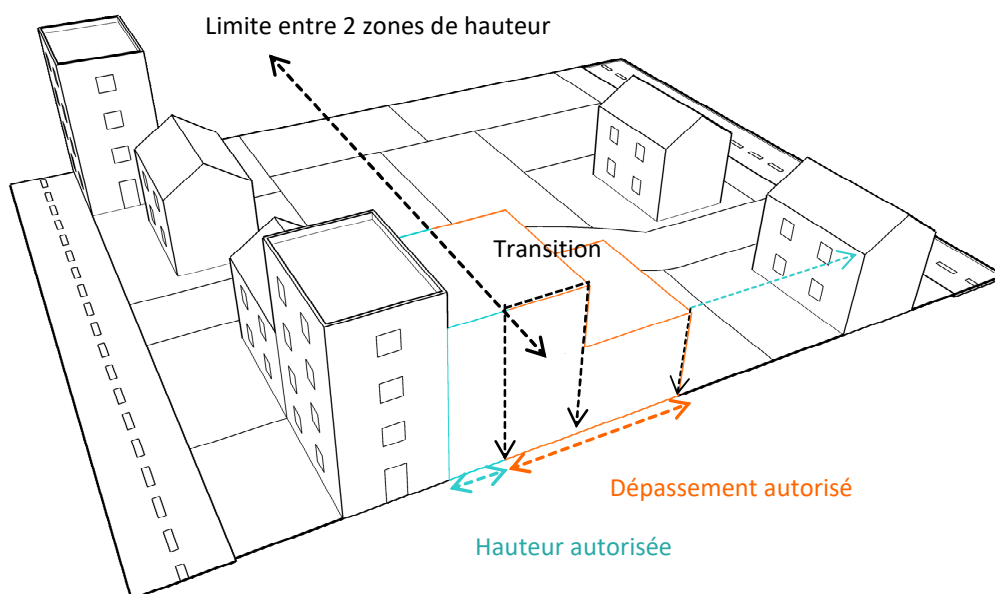 Limite entre 2 zones de hauteur
Transition
Dépassement autorisé
Hauteur autorisée